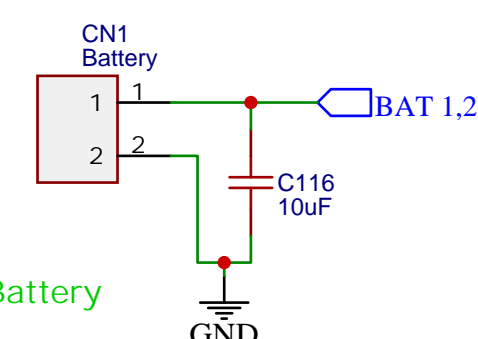 CN1
Battery
1 1
BAT 1,2
2 2
C116
10uF
Battery
GND